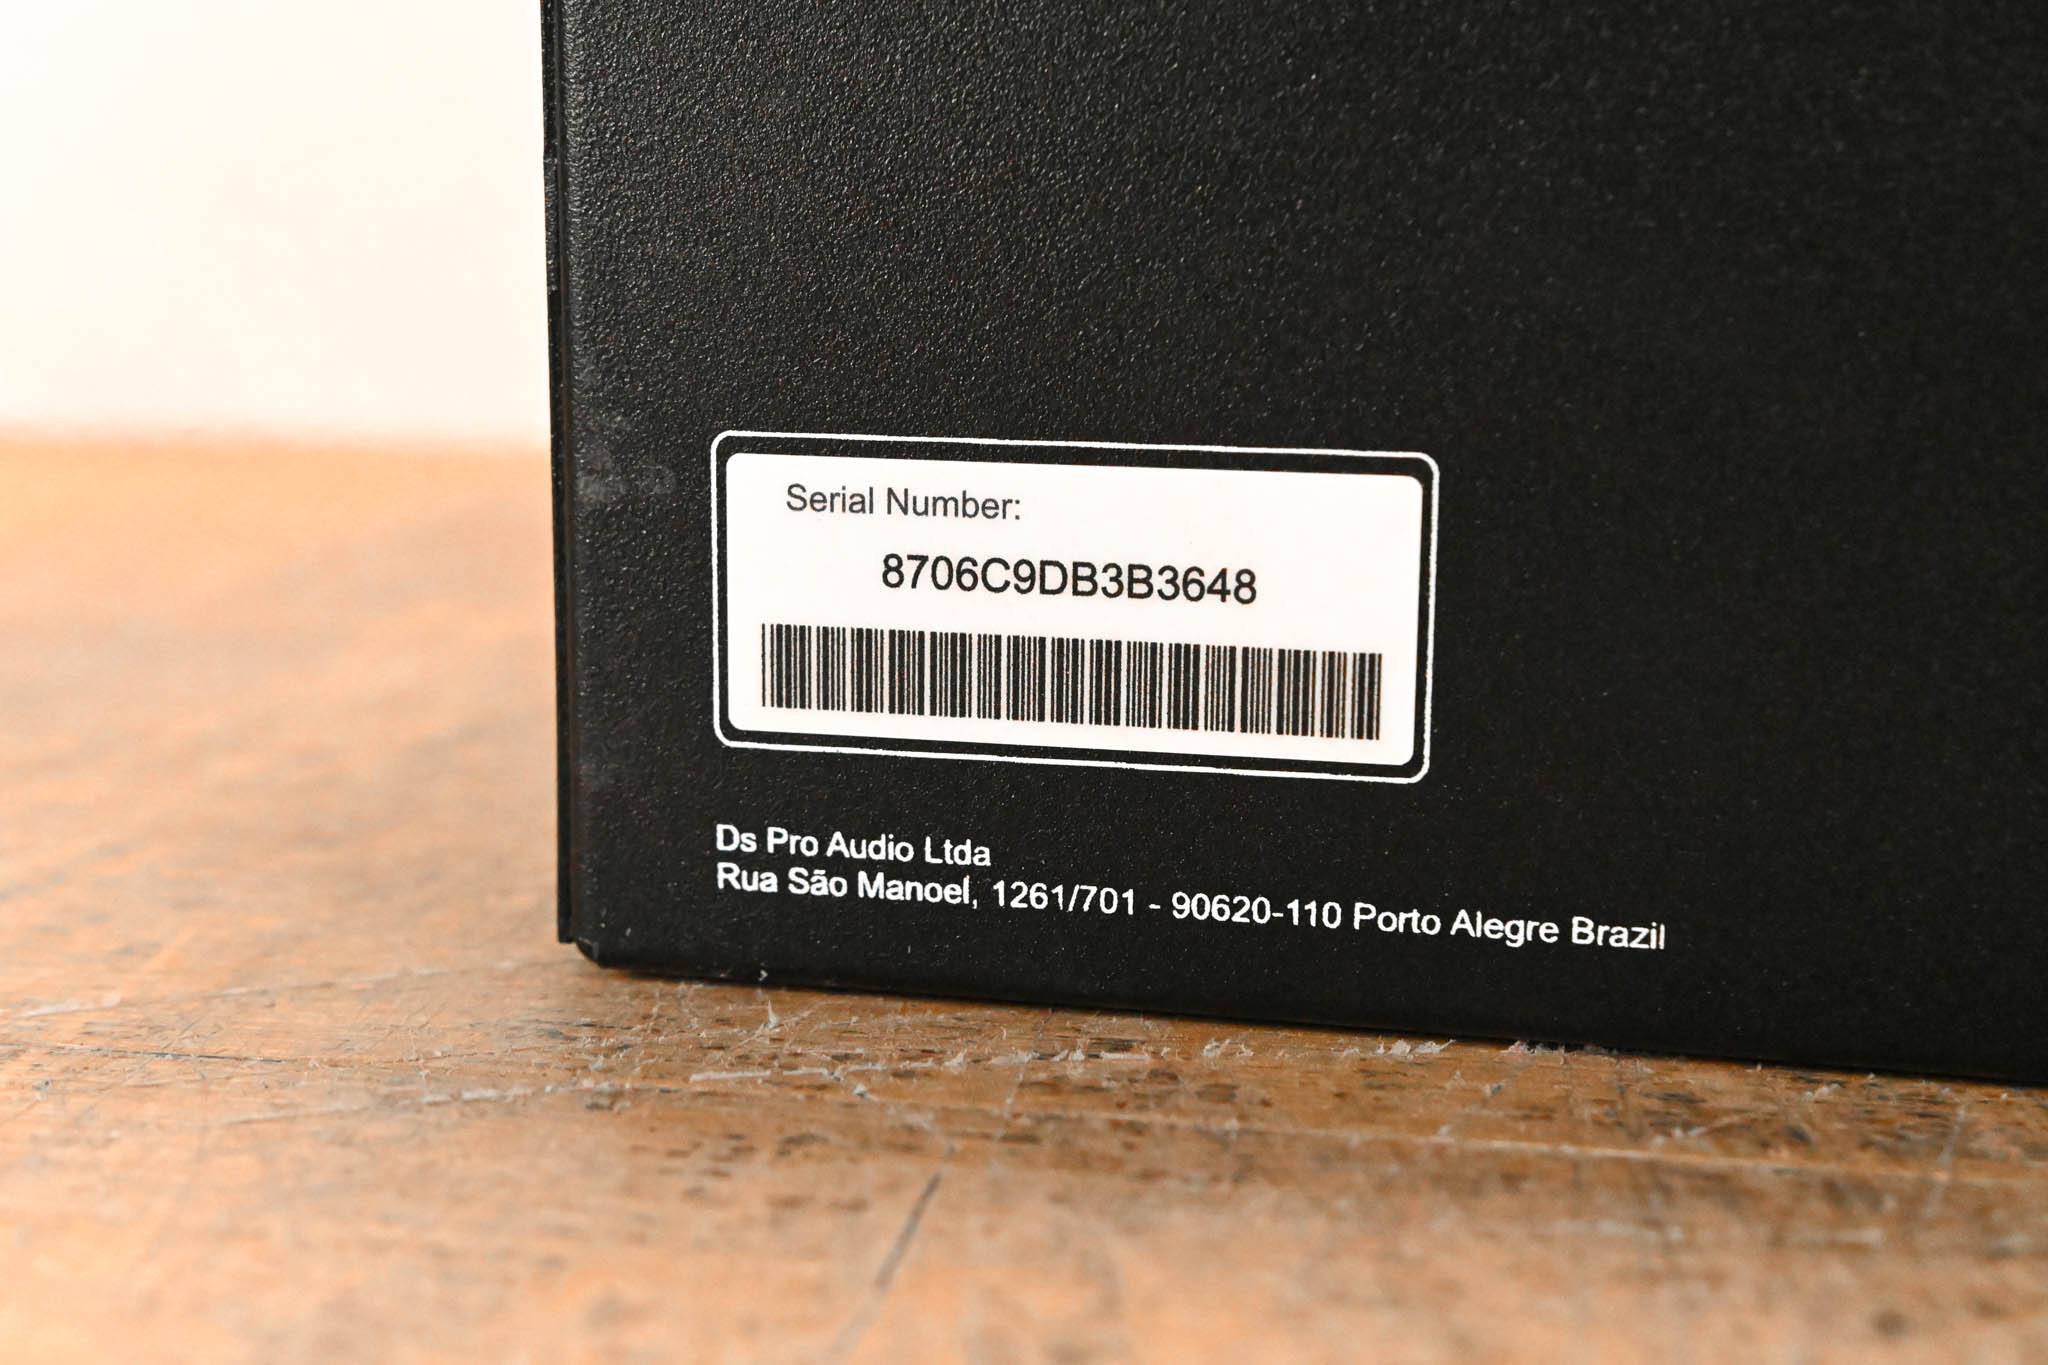 Serial Number:
8706C9DB3B3648
Ds Pro Audio Ltda
Rua São Manoel, 1261/701 - 90620-110 Porto Alegre Brazil